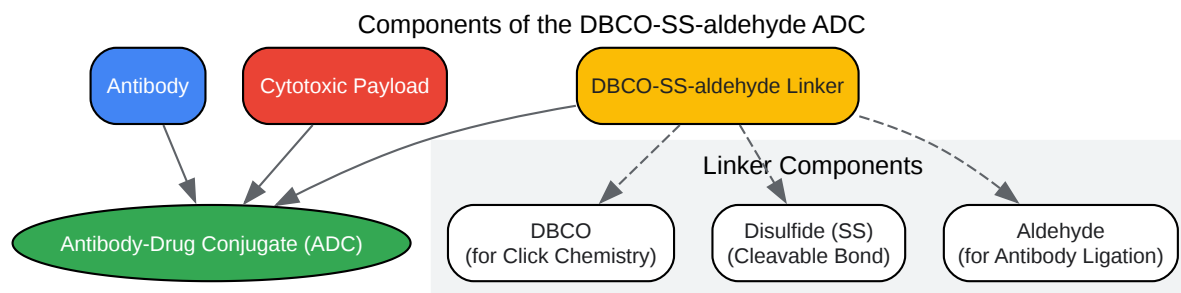 Components of the DBCO-SS-aldehyde ADC
Antibody
Cytotoxic Payload
DBCO-SS-aldehyde Linker
Linker Components
Antibody-Drug Conjugate (ADC)
DBCO
(for Click Chemistry)
Disulfide (SS)
(Cleavable Bond)
Aldehyde
(for Antibody Ligation)